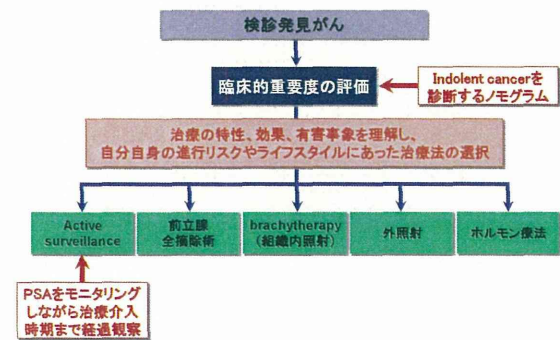 検診発見がん
臨床的重要度の評価
Indolent cancerを
診断するノモグラム
治療の特性、効果、有害事象を理解し、
自分自身の進行リスクやライフスタイルにあった治療法の選択
Active
surveillance
前立腺
全摘除術
brachytherapy
(組織内照射)
外照射
ホルモン療法
PSAをモニタリング
しながら治療介入
時期まで経過観察